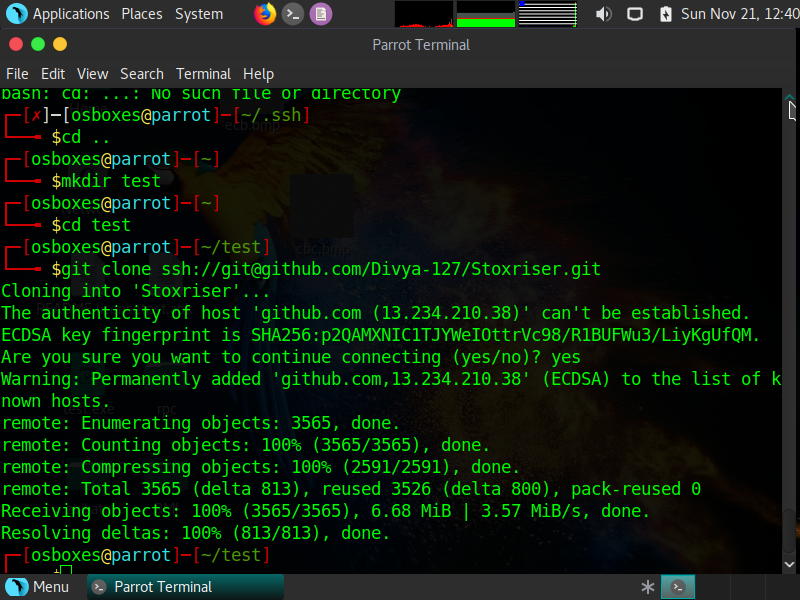 Applications Places System Sun Nov 21, 12:40
Parrot Terminal
File Edit View Search Terminal Help
bash: cd: ...: No such file or directory
┌─[✗]─[osboxes@parrot]─[~/.ssh]
└──╼ $cd ..
┌─[osboxes@parrot]─[~]
└──╼ $mkdir test
┌─[osboxes@parrot]─[~]
└──╼ $cd test
┌─[osboxes@parrot]─[~/test]
└──╼ $git clone ssh://git@github.com/Divya-127/Stoxriser.git
Cloning into 'Stoxriser'...
The authenticity of host 'github.com (13.234.210.38)' can't be established.
ECDSA key fingerprint is SHA256:p2QAMXNIC1TJYWeIOttrVc98/R1BUFWu3/LiyKgUfQM.
Are you sure you want to continue connecting (yes/no)? yes
Warning: Permanently added 'github.com,13.234.210.38' (ECDSA) to the list of k
nown hosts.
remote: Enumerating objects: 3565, done.
remote: Counting objects: 100% (3565/3565), done.
remote: Compressing objects: 100% (2591/2591), done.
remote: Total 3565 (delta 813), reused 3526 (delta 800), pack-reused 0
Receiving objects: 100% (3565/3565), 6.68 MiB | 3.57 MiB/s, done.
Resolving deltas: 100% (813/813), done.
┌─[osboxes@parrot]─[~/test]
Menu Parrot Terminal